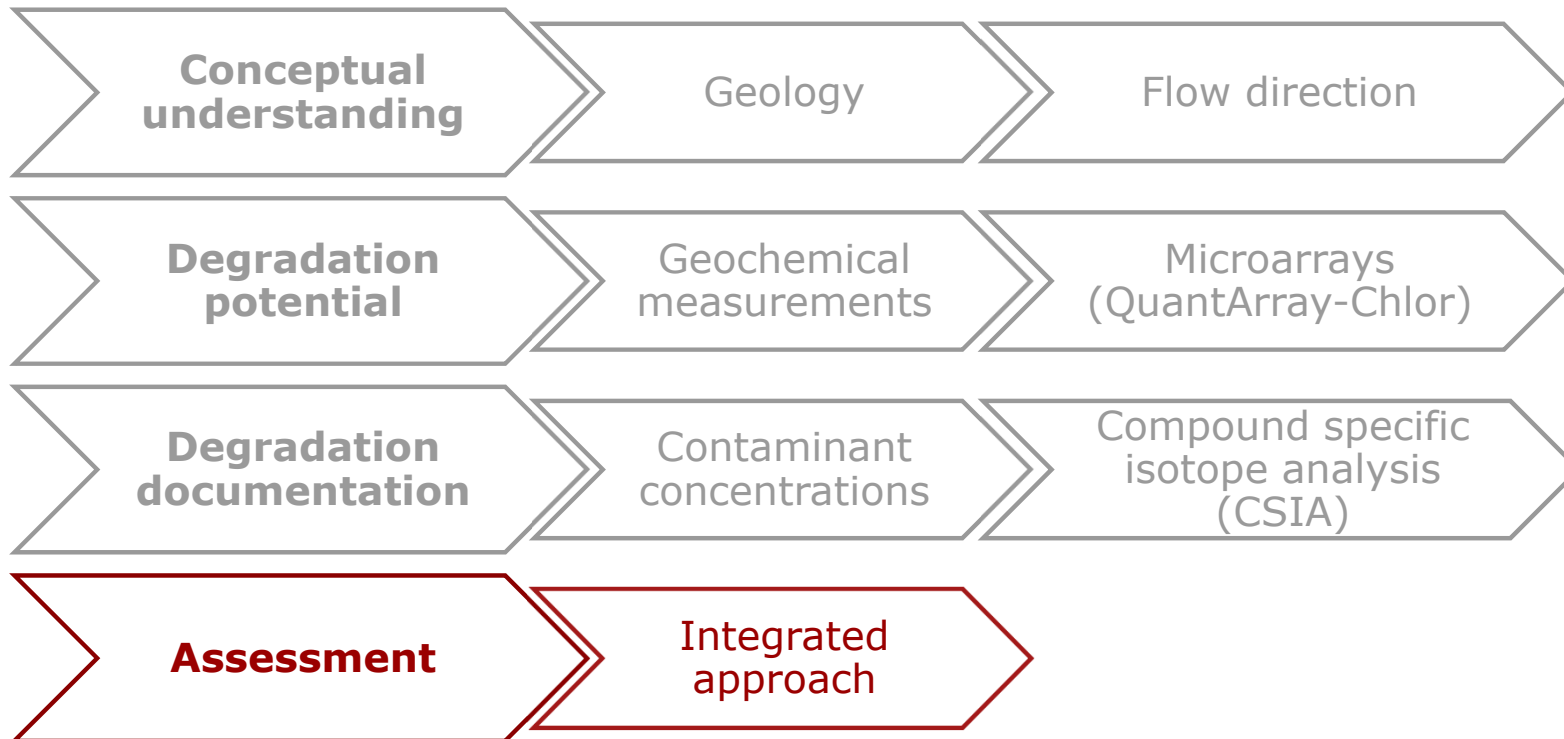 Conceptual
understanding
Geology
Flow direction
Degradation
potential
Geochemical
measurements
Microarrays
(QuantArray-Chlor)
Degradation
documentation
Contaminant
concentrations
Compound specific
isotope analysis
(CSIA)
Assessment
Integrated
approach